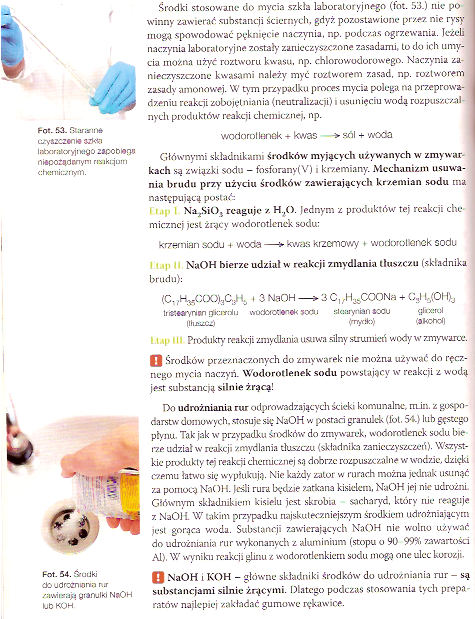 Środki stosowane do mycia szkła laboratoryjnego (fot. 53.) nie po-
winny zawierać substancji ściernych, gdyż pozostawione przez nie rysy
mogą spowodować pęknięcie naczynia, np. podczas ogrzewania. Jeżeli
naczynia laboratoryjne zostały zanieczyszczone zasadami, to do ich umy-
cia można użyć roztworu kwasu, np. chlorowodorowego. Naczynia za-
nieczyszczone kwasami należy myć roztworem zasad, np. roztworem
zasady amonowej. W tym przypadku proces mycia polega na przeprowa-
dzeniu reakcji zobojętniania (neutralizacji) i usunięciu wodą rozpuszczal-
nych produktów reakcji chemicznej, np.
wodorotlenek + kwas → sól + woda
Fot. 53. Staranne
czyszczenie szkła
laboratoryjnego zapobiega
niepożądanym reakcjom
chemicznym.
Głównymi składnikami środków myjących używanych w zmywar-
kach są związki sodu – fosforany(V) i krzemiany. Mechanizm usuwa-
nia brudu przy użyciu środków zawierających krzemian sodu ma
następującą postać:
Etap I. Na₂SiO₃ reaguje z H₂O. Jednym z produktów tej reakcji che-
micznej jest żrący wodorotlenek sodu:
krzemian sodu + woda → kwas krzemowy + wodorotlenek sodu
Etap II. NaOH bierze udział w reakcji zmydlania tłuszczu (składnika
brudu):
(C₁₇H₃₅COO)₃C₃H₅ + 3 NaOH → 3 C₁₇H₃₅COONa + C₃H₅(OH)₃
tristearynian glicerolu wodorotlenek sodu stearynian sodu glicerol
(tłuszcz) (mydło) (alkohol)
Etap III. Produkty reakcji zmydlania usuwa silny strumień wody w zmywarce.
! Środków przeznaczonych do zmywarek nie można używać do ręcz-
nego mycia naczyń. Wodorotlenek sodu powstający w reakcji z wodą
jest substancją silnie żrącą!
Do udrożniania rur odprowadzających ścieki komunalne, m.in. z gospo-
darstw domowych, stosuje się NaOH w postaci granulek (fot. 54.) lub gęstego
płynu. Tak jak w przypadku środków do zmywarek, wodorotlenek sodu bie-
rze udział w reakcji zmydlania tłuszczu (składnika zanieczyszczeń). Wszyst-
kie produkty tej reakcji chemicznej są dobrze rozpuszczalne w wodzie, dzięki
czemu łatwo się wypłukują. Nie każdy zator w rurach można jednak usunąć
za pomocą NaOH. Jeśli rura będzie zatkana kisielem, NaOH jej nie udrożni.
Głównym składnikiem kisielu jest skrobia – sacharyd, który nie reaguje
z NaOH. W takim przypadku najskuteczniejszym środkiem udrożniającym
jest gorąca woda. Substancji zawierających NaOH nie wolno używać
do udrożniania rur wykonanych z aluminium (stopu o 90–99% zawartości
Al). W wyniku reakcji glinu z wodorotlenkiem sodu mogą one ulec korozji.
Fot. 54. Środki
do udrożniania rur
zawierają granulki NaOH
lub KOH.
! NaOH i KOH – główne składniki środków do udrożniania rur – są
substancjami silnie żrącymi. Dlatego podczas stosowania tych prepa-
ratów najlepiej zakładać gumowe rękawice.